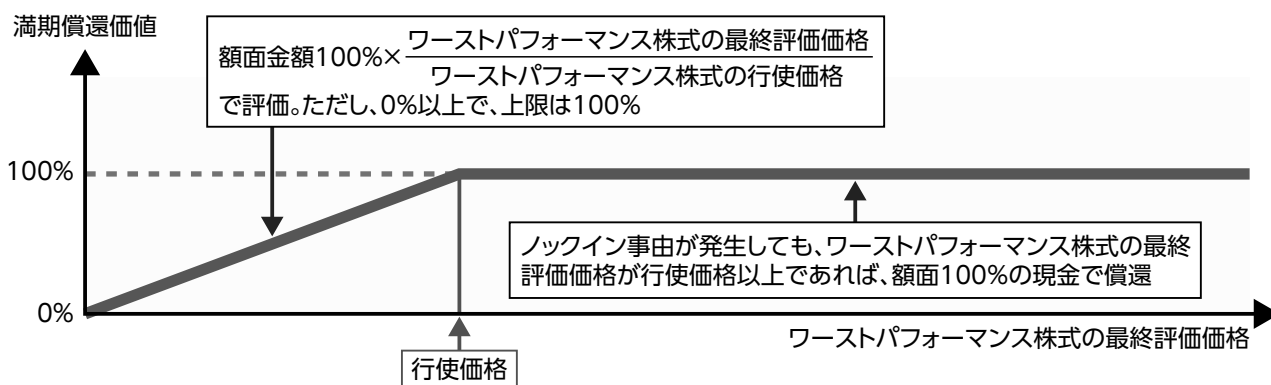 満期償還価値
額面金額100%×ワーストパフォーマンス株式の最終評価価格
ワーストパフォーマンス株式の行使価格
で評価。ただし、0%以上で、上限は100%
100%
ノックイン事由が発生しても、ワーストパフォーマンス株式の最終
評価価格が行使価格以上であれば、額面100%の現金で償還
0%
ワーストパフォーマンス株式の最終評価価格
行使価格